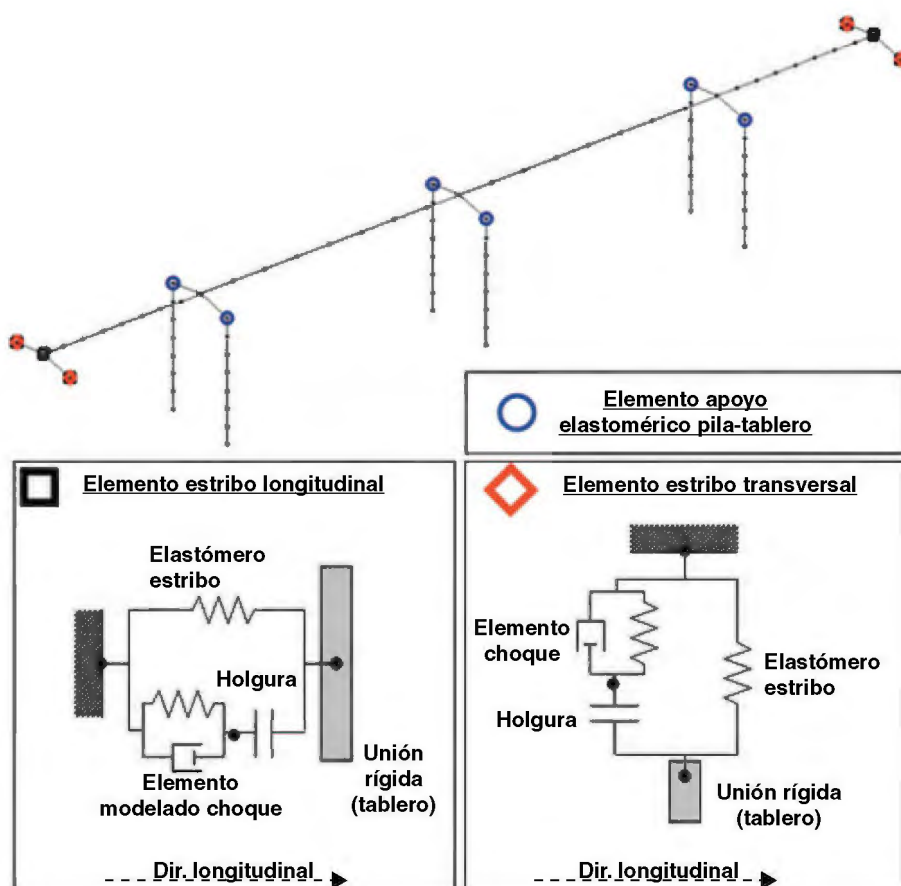 Elemento apoyo
elastomérico pila-tablero
Elemento estribo longitudinal
Elastómero
estribo
Holgura
Elemento
modelado choque
Unión
rígida
(tablero)
Dir. longitudinal
Elemento estribo transversal
Elemento
choque
Holgura
Elastómero
estribo
Unión rígida
(tablero)
Dir. longitudinal